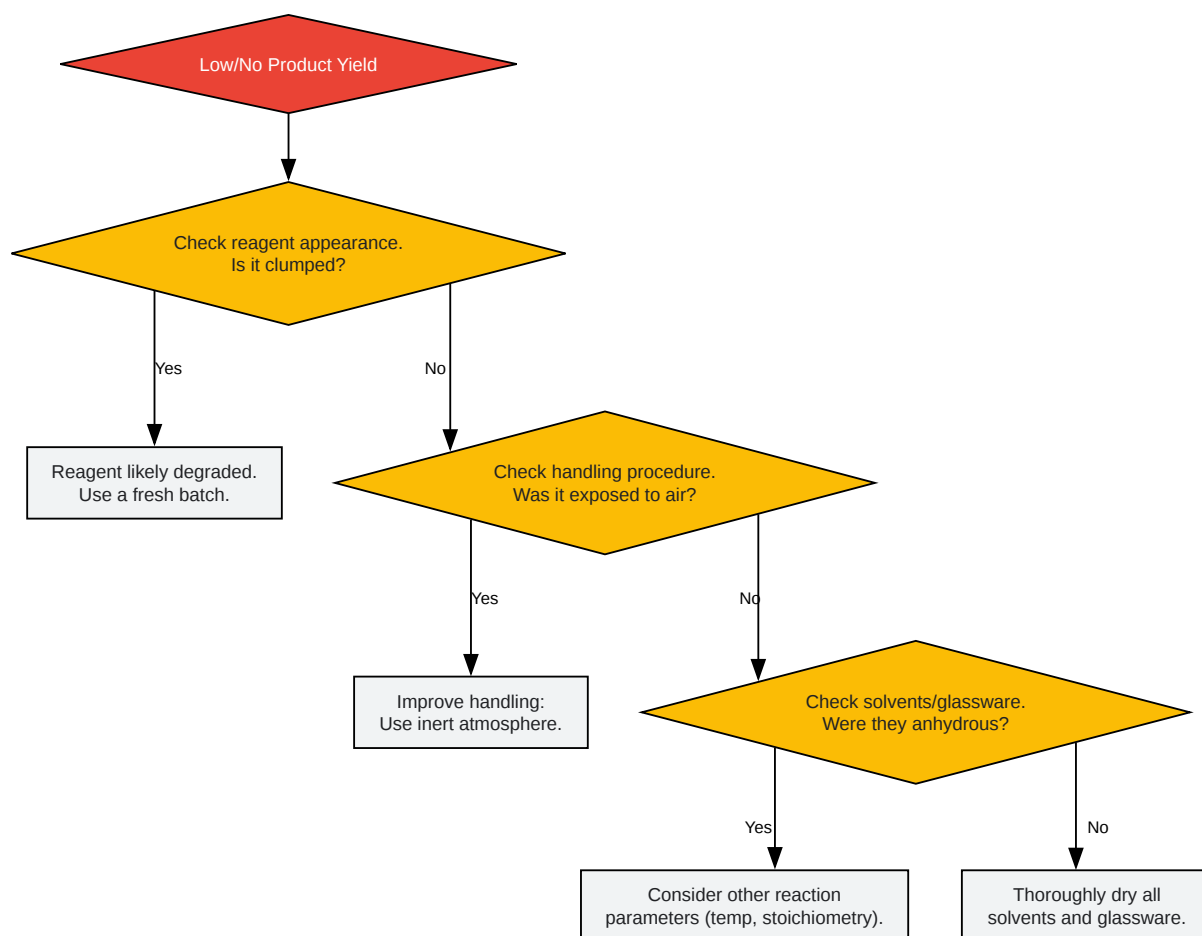 Low/No Product Yield
Check reagent appearance.
Is it clumped?
Yes
No
Reagent likely degraded.
Use a fresh batch.
Check handling procedure.
Was it exposed to air?
Yes
No
Improve handling:
Use inert atmosphere.
Check solvents/glassware.
Were they anhydrous?
Yes
No
Consider other reaction
parameters (temp, stoichiometry).
Thoroughly dry all
solvents and glassware.